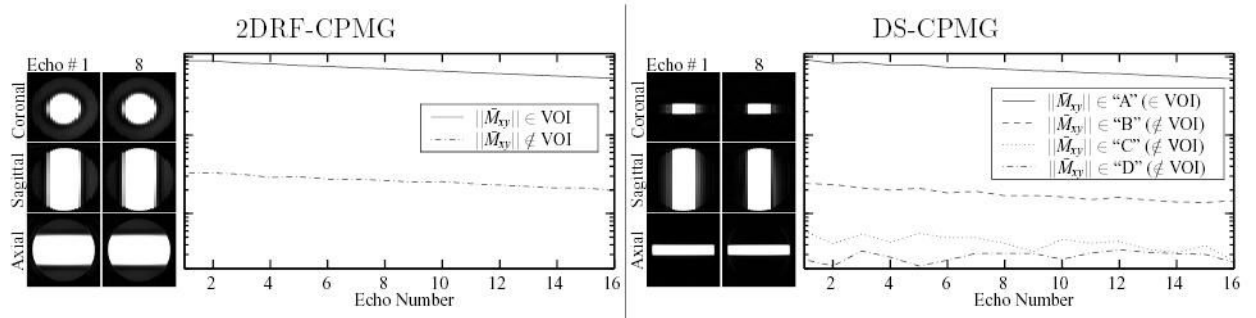 2DRF-CPMG
Echo # 1 8
Coronal
Sagittal
Axial
||M̄xy|| ∈ VOI
||M̄xy|| ∉ VOI
2 4 6 8 10 12 14 16
Echo Number
DS-CPMG
Echo # 1 8
Coronal
Sagittal
Axial
||M̄xy|| ∈ “A” (∈ VOI)
||M̄xy|| ∈ “B” (∉ VOI)
||M̄xy|| ∈ “C” (∉ VOI)
||M̄xy|| ∈ “D” (∉ VOI)
2 4 6 8 10 12 14 16
Echo Number